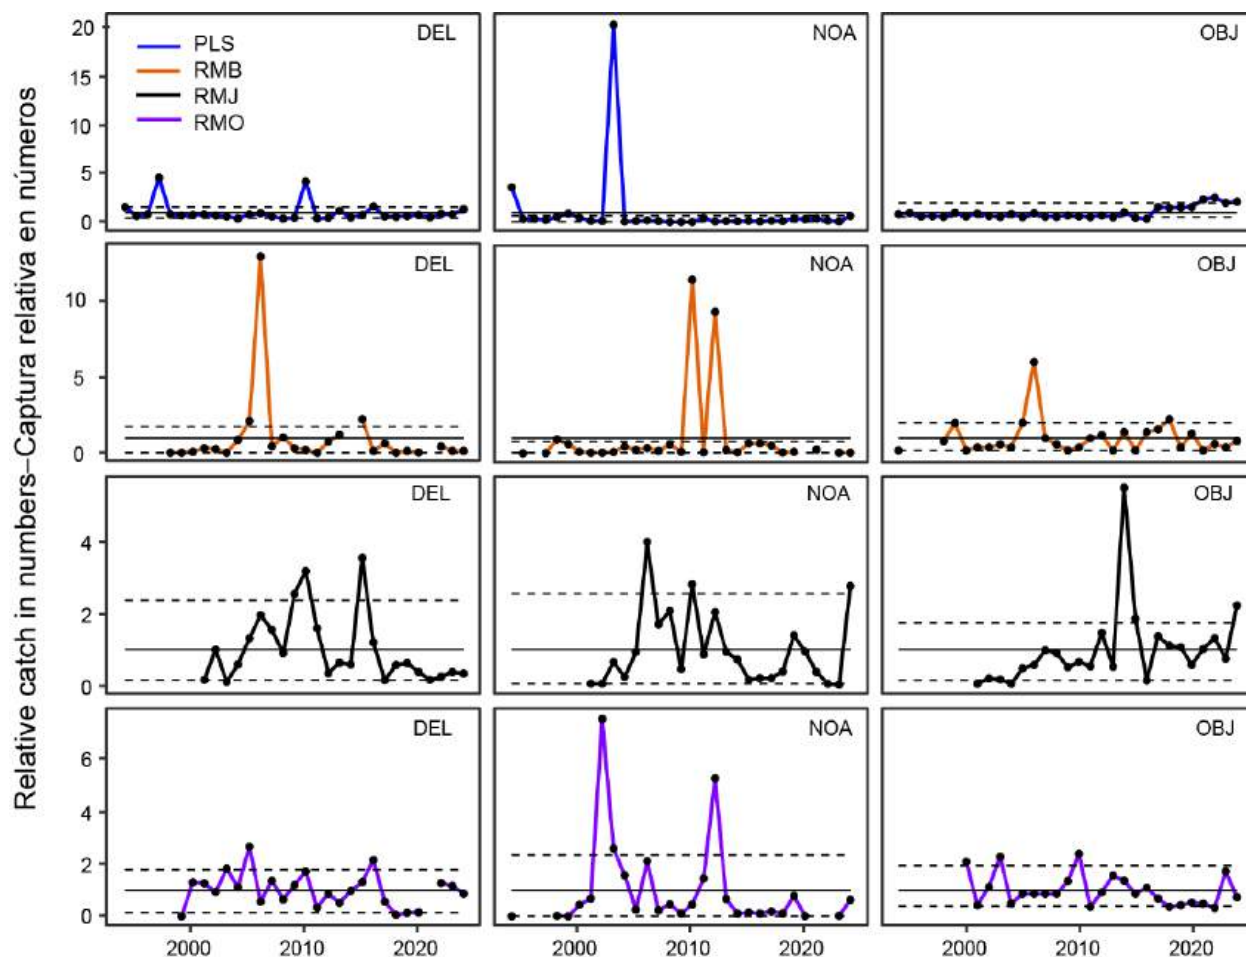 Relative catch in numbers–Captura relativa en números
DEL
NOA
OBJ
PLS
RMB
RMJ
RMO
20
15
10
5
0
DEL
NOA
OBJ
10
5
0
DEL
NOA
OBJ
4
2
0
DEL
NOA
OBJ
6
4
2
0
2000 2010 2020 2000 2010 2020 2000 2010 2020